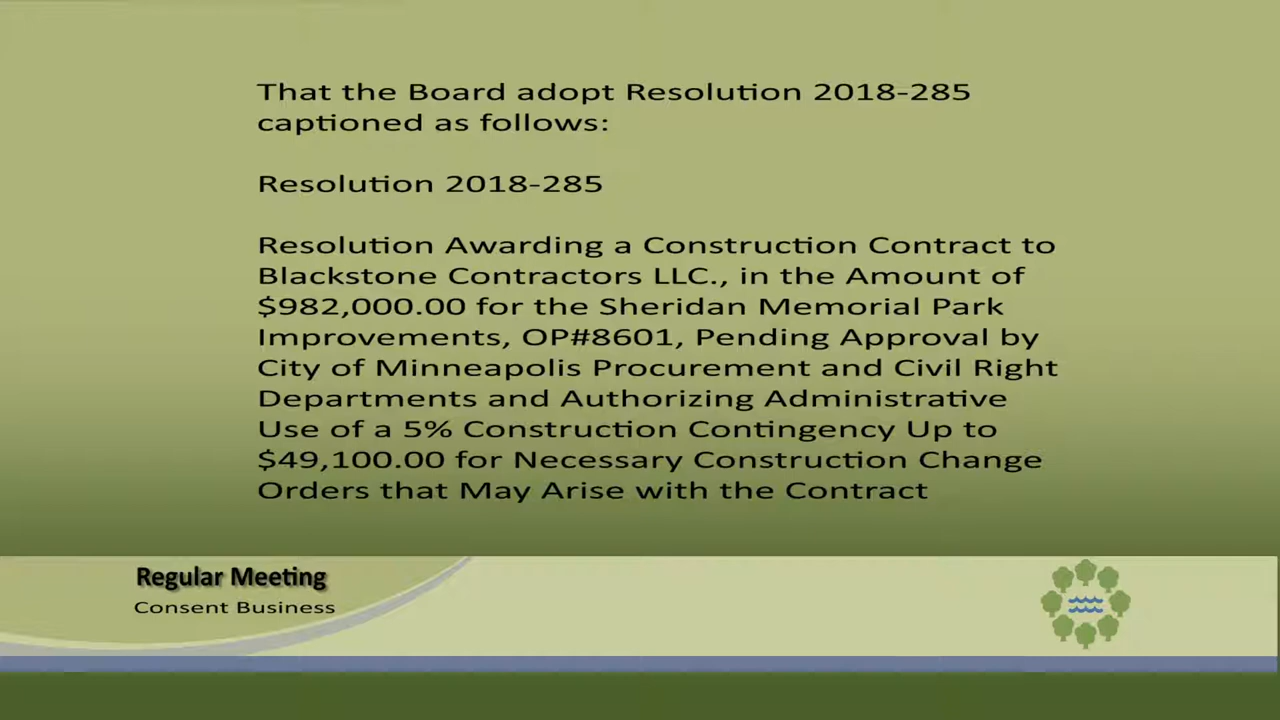 That the Board adopt Resolution 2018-285
captioned as follows:
Resolution 2018-285
Resolution Awarding a Construction Contract to
Blackstone Contractors LLC., in the Amount of
$982,000.00 for the Sheridan Memorial Park
Improvements, OP#8601, Pending Approval by
City of Minneapolis Procurement and Civil Right
Departments and Authorizing Administrative
Use of a 5% Construction Contingency Up to
$49,100.00 for Necessary Construction Change
Orders that May Arise with the Contract
Regular Meeting
Consent Business